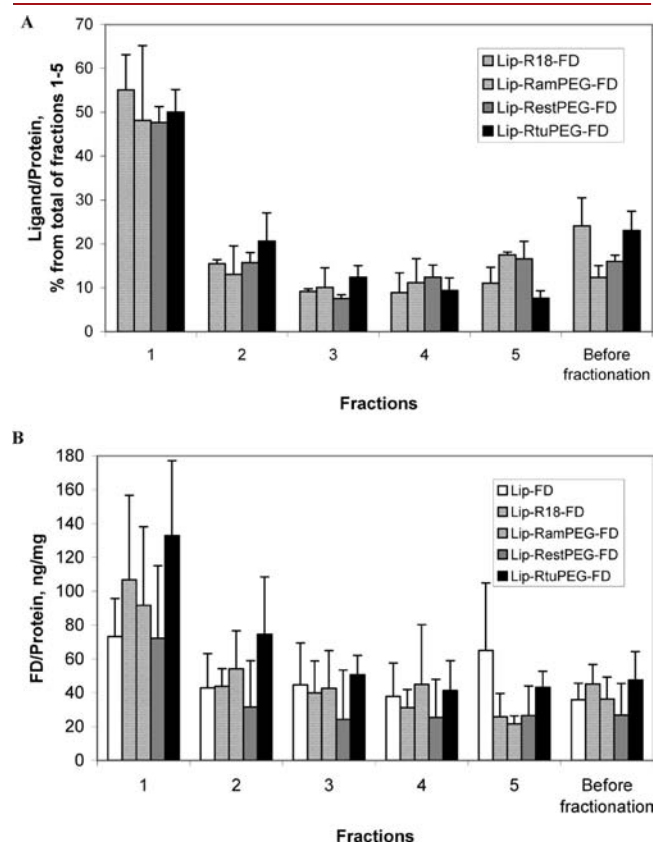 A
70
60
50
40
30
20
10
0
Ligand/Protein,
% from total of fractions 1-5
Lip-R18-FD
Lip-RamPEG-FD
Lip-RestPEG-FD
Lip-RtuPEG-FD
1 2 3 4 5 Before
fractionation
Fractions
B
180
160
140
120
100
80
60
40
20
0
FD/Protein, ng/mg
Lip-FD
Lip-R18-FD
Lip-RamPEG-FD
Lip-RestPEG-FD
Lip-RtuPEG-FD
1 2 3 4 5 Before
fractionation
Fractions